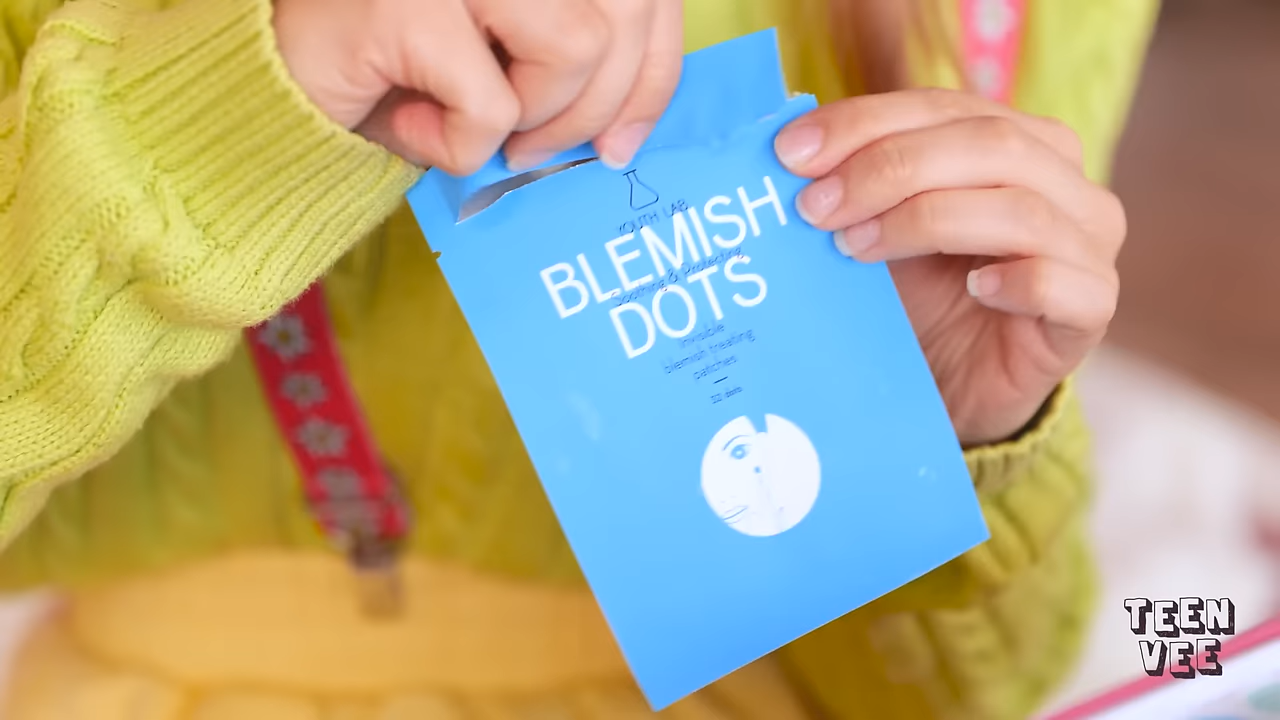 YOUTH LAB.
BLEMISH
Soothing & Protecting
DOTS
Invisible
blemish treating
patches
TEEN
VEE